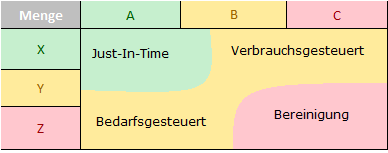 Menge A B C
X Just-In-Time Verbrauchsgesteuert
Y
Z Bedarfsgesteuert Bereinigung